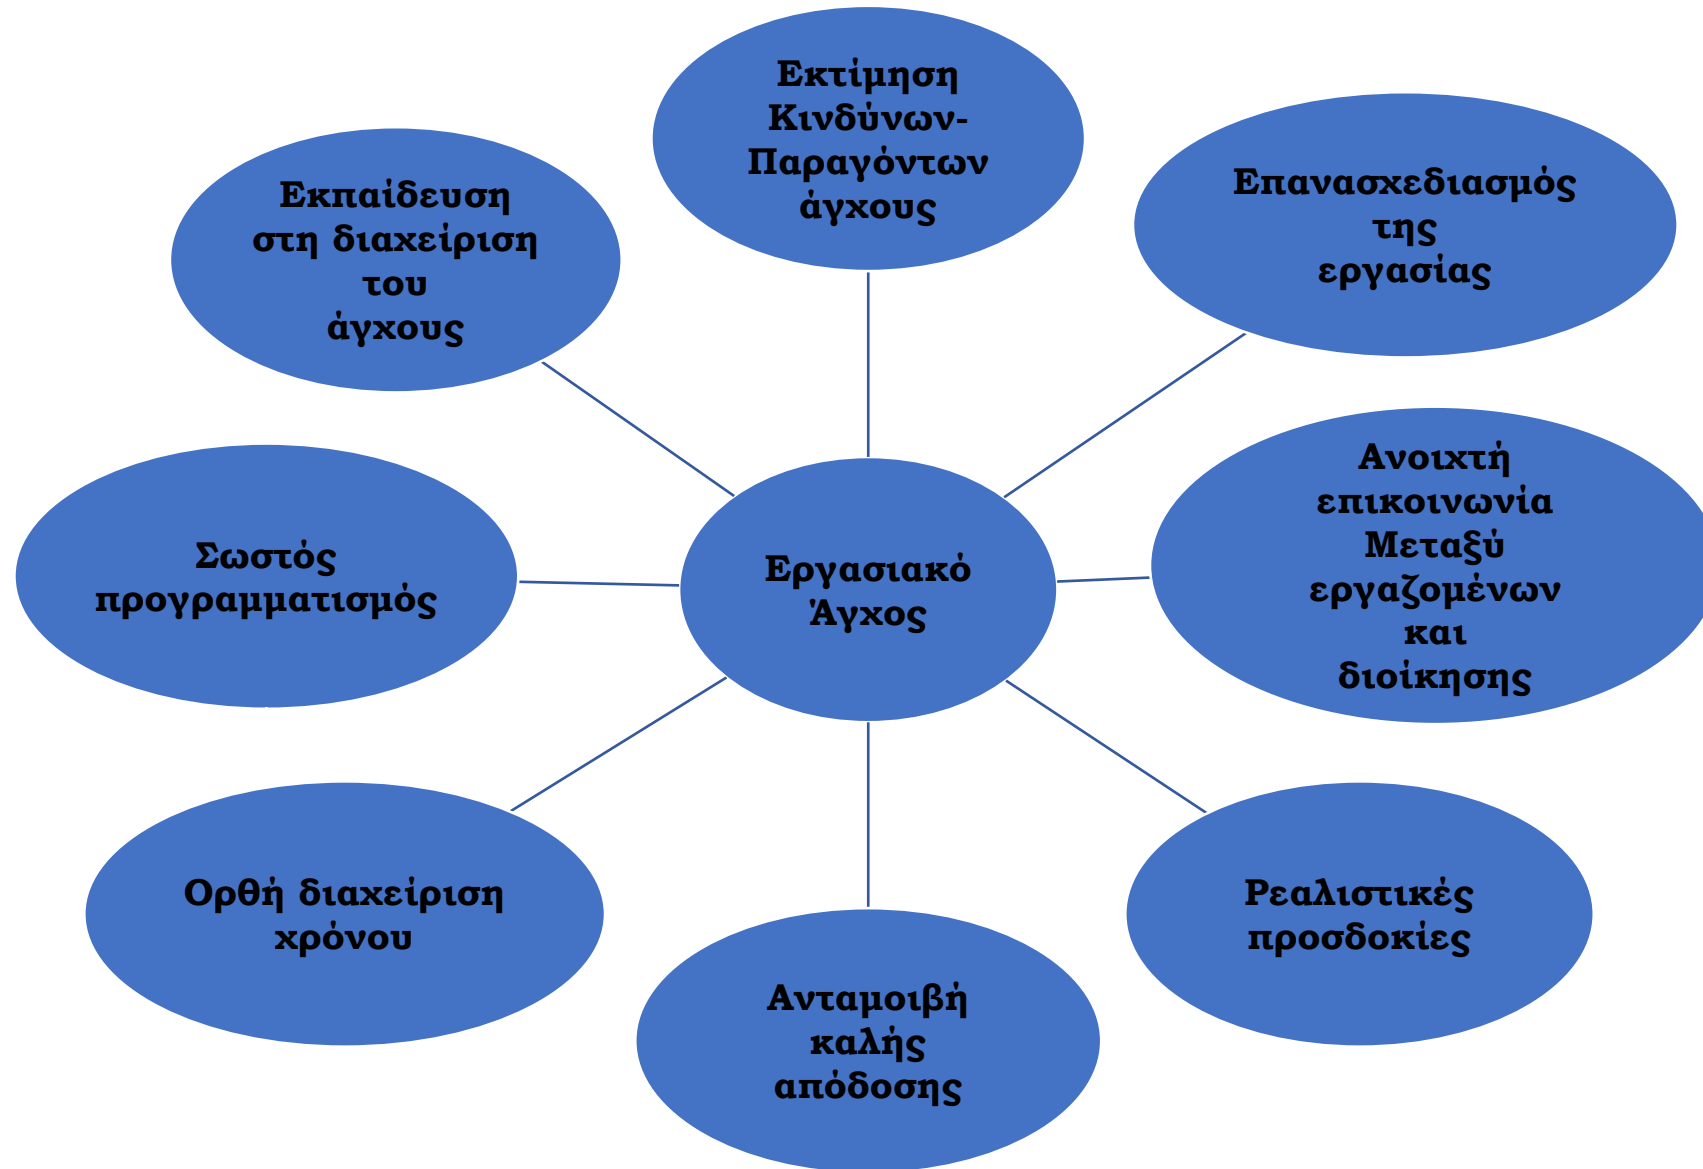 Εκτίμηση
Κινδύνων-
Παραγόντων
άγχους
Επανασχεδιασμός
της
εργασίας
Ανοιχτή
επικοινωνία
Μεταξύ
εργαζομένων
και
διοίκησης
Ρεαλιστικές
προσδοκίες
Ανταμοιβή
καλής
απόδοσης
Ορθή διαχείριση
χρόνου
Σωστός
προγραμματισμός
Εκπαίδευση
στη διαχείριση
του
άγχους
Εργασιακό
Άγχος